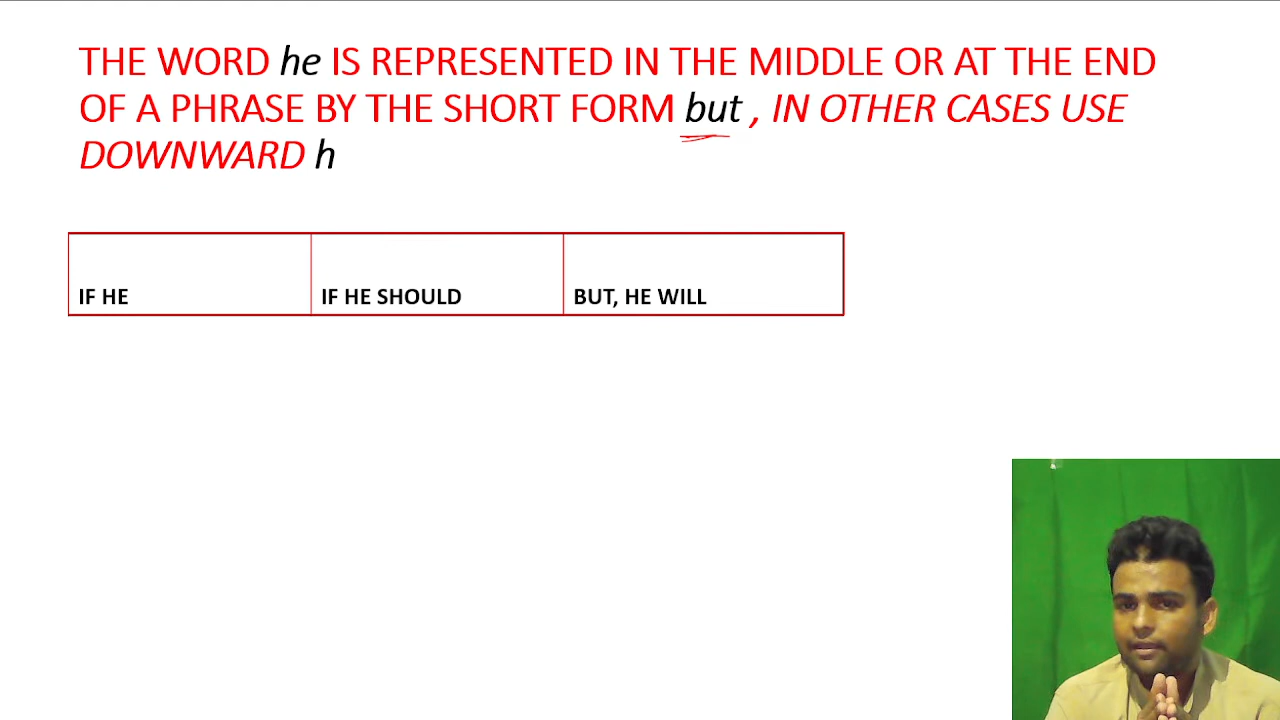 THE WORD he IS REPRESENTED IN THE MIDDLE OR AT THE END
OF A PHRASE BY THE SHORT FORM but , IN OTHER CASES USE
DOWNWARD h
IF HE
IF HE SHOULD
BUT, HE WILL